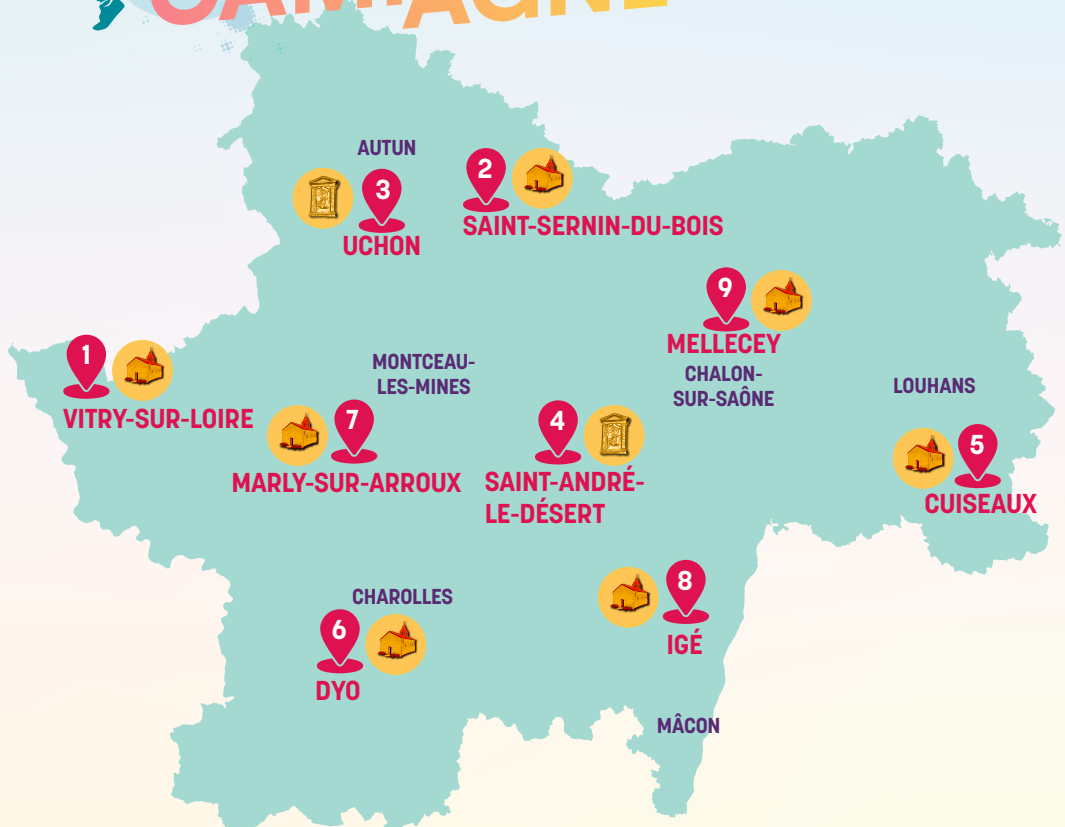 CAMPAGNE
AUTUN
3
UCHON
2
SAINT-SERNIN-DU-BOIS
9
MELLECEY
CHALON-
SUR-SAÔNE
1
VITRY-SUR-LOIRE
MONTCEAU-
LES-MINES
LOUHANS
7
MARLY-SUR-ARROUX
4
SAINT-ANDRÉ-
LE-DÉSERT
5
CUISEAUX
CHAROLLES
6
DYO
8
IGÉ
MÂCON